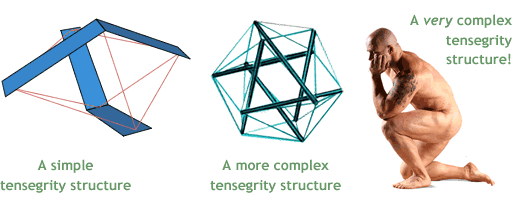 A very complex
tensegrity
structure!
A simple
tensegrity structure
A more complex
tensegrity structure